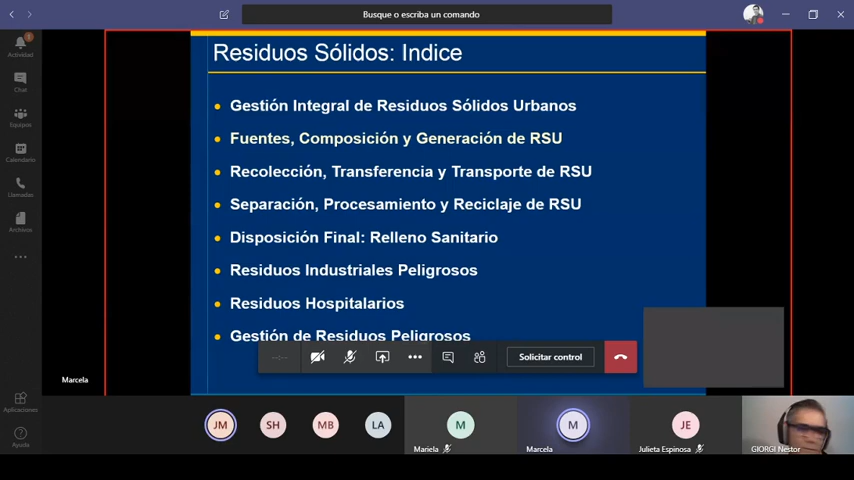 Busque o escriba un comando
Actividad
Chat
Equipos
Calendario
Llamadas
Archivos
Aplicaciones
Ayuda
Residuos Sólidos: Indice
Gestión Integral de Residuos Sólidos Urbanos
Fuentes, Composición y Generación de RSU
Recolección, Transferencia y Transporte de RSU
Separación, Procesamiento y Reciclaje de RSU
Disposición Final: Relleno Sanitario
Residuos Industriales Peligrosos
Residuos Hospitalarios
Gestión de Residuos Peligrosos
--:--
Solicitar control
Marcela
JM
SH
MB
LA
M
Mariela
M
Marcela
JE
Julieta Espinosa
GIORGI Nestor